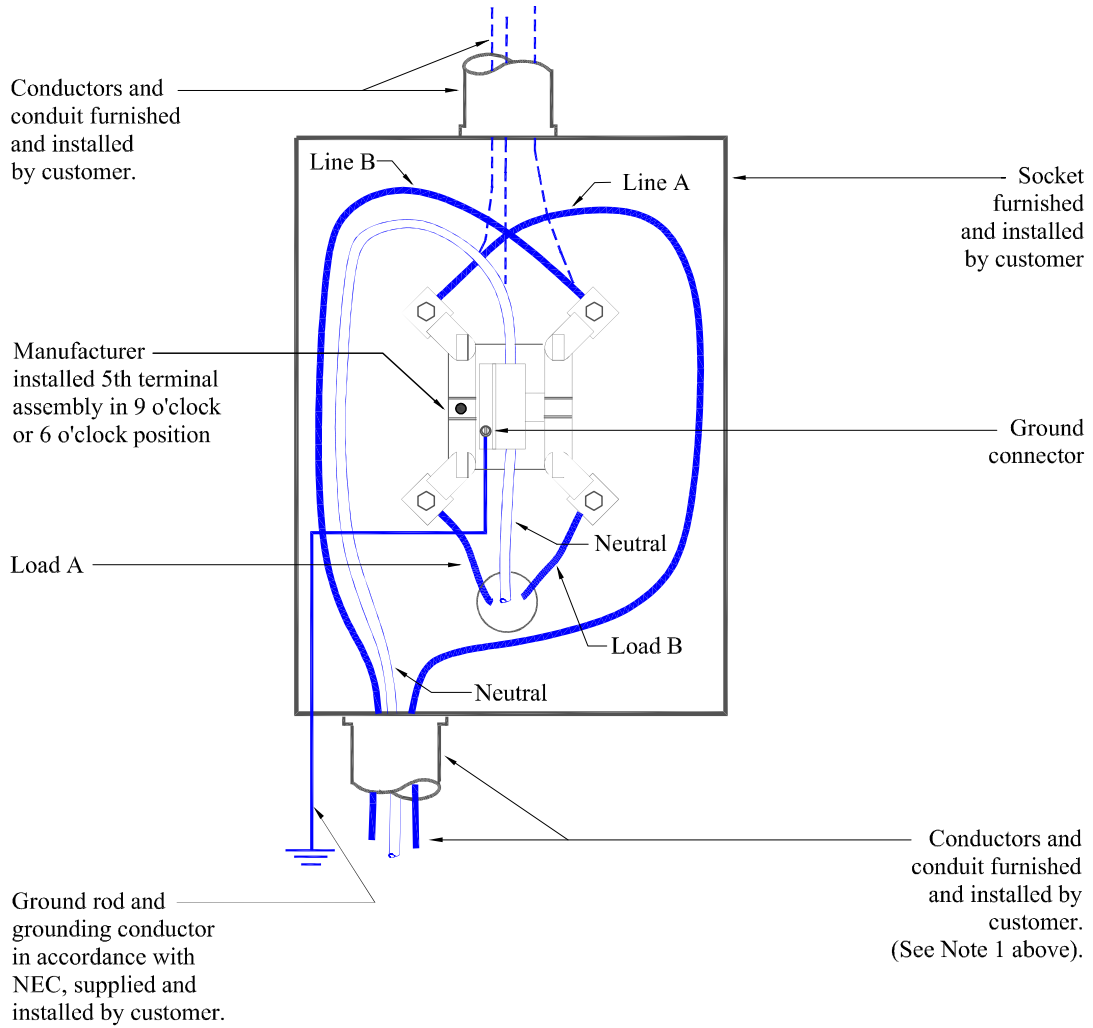 Conductors and
conduit furnished
and installed
by customer.
Line B
Line A
Socket
furnished
and installed
by customer
Manufacturer
installed 5th terminal
assembly in 9 o'clock
or 6 o'clock position
Ground
connector
Neutral
Load A
Load B
Neutral
Conductors and
conduit furnished
and installed by
customer.
(See Note 1 above).
Ground rod and
grounding conductor
in accordance with
NEC, supplied and
installed by customer.